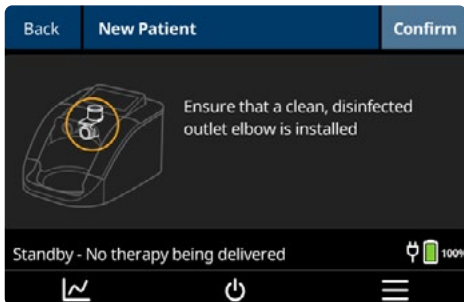 Back New Patient Confirm
Ensure that a clean, disinfected
outlet elbow is installed
Standby - No therapy being delivered 100%